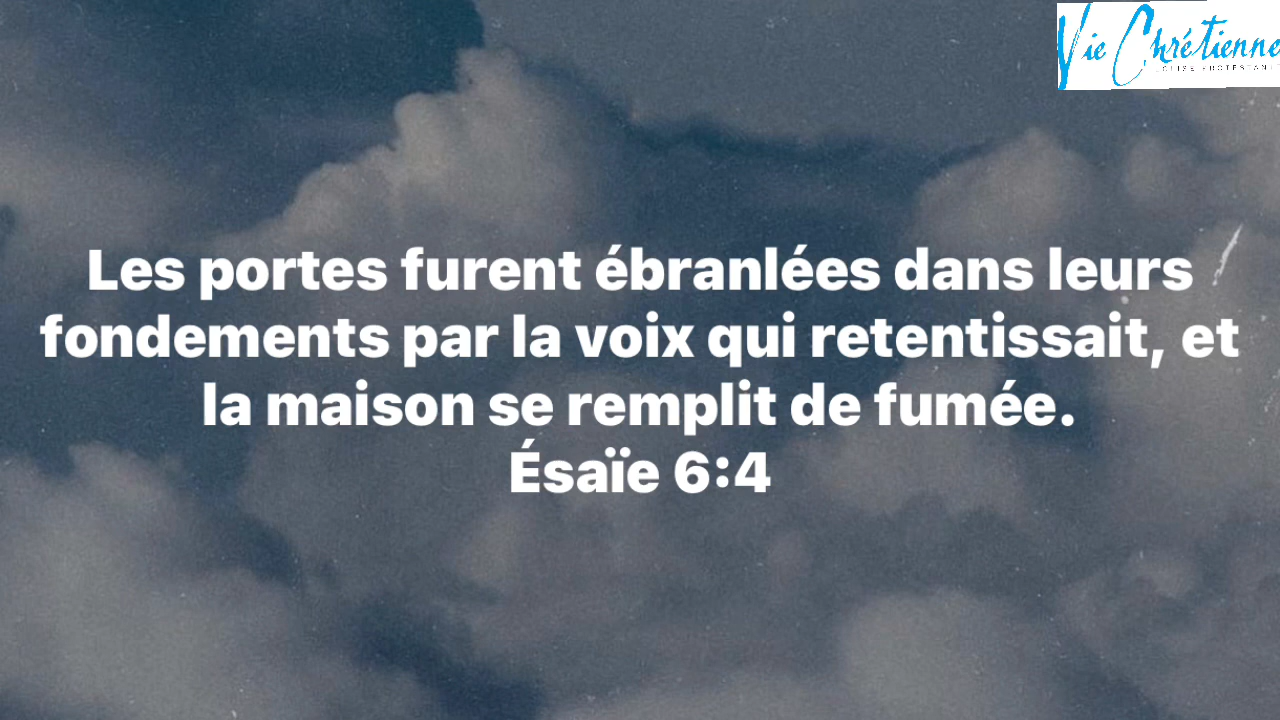 Vie Chrétienne
Les portes furent ébranlées dans leurs
fondements par la voix qui retentissait, et
la maison se remplit de fumée.
Ésaïe 6:4